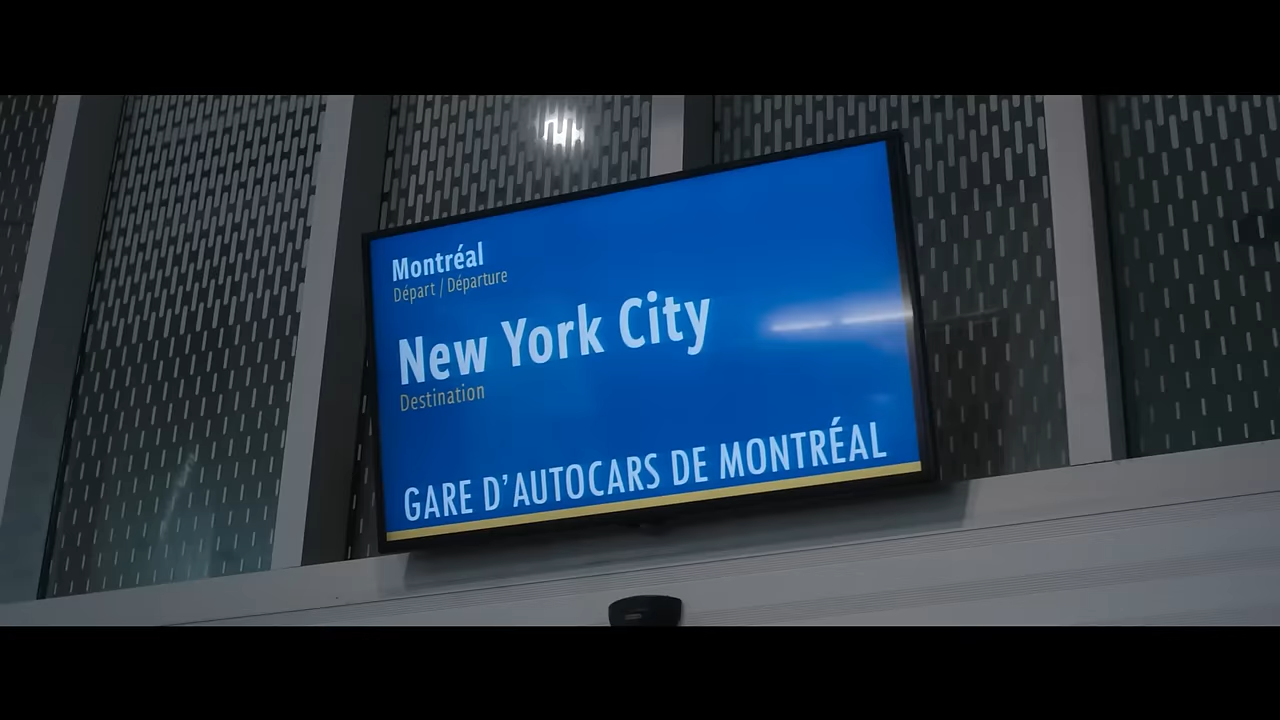 Montréal
Départ / Départure
New York City
Destination
GARE D’AUTOCARS DE MONTRÉAL